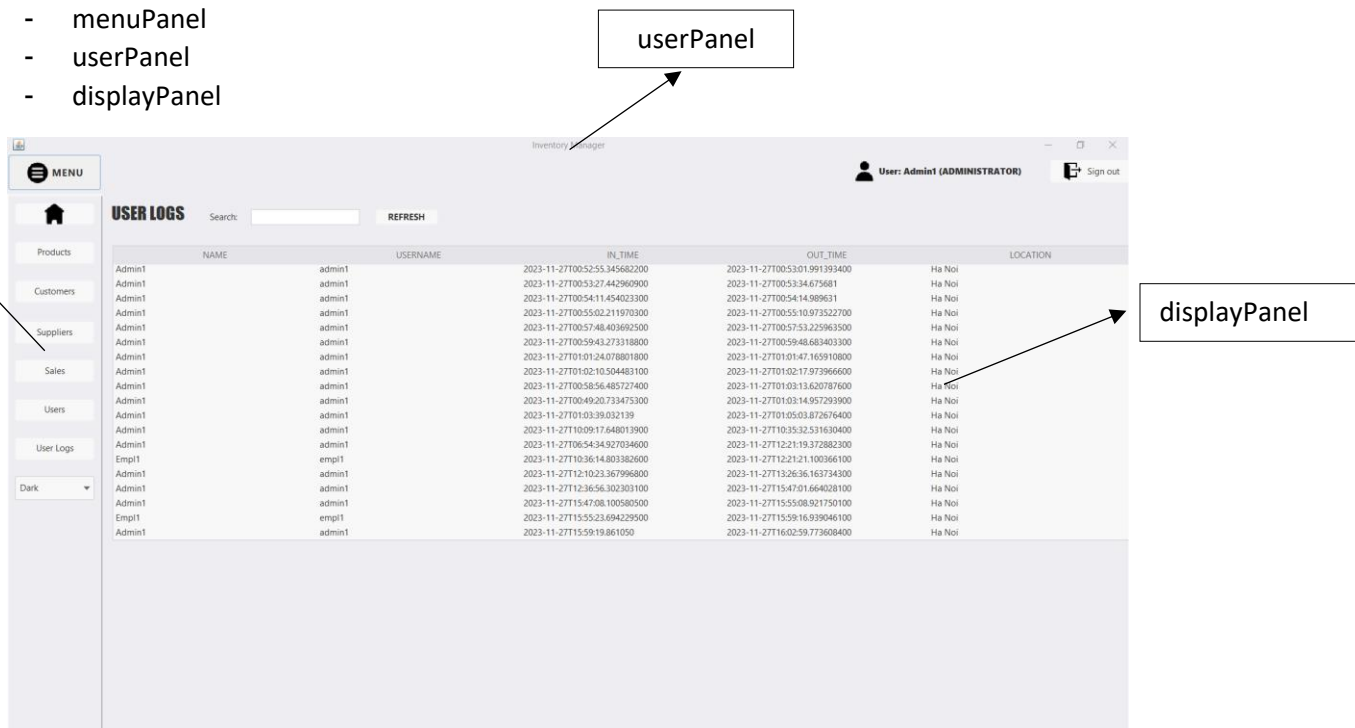 - menuPanel
- userPanel
- displayPanel
userPanel
Inventory Manager
MENU
User: Admin1 (ADMINISTRATOR)
Sign out
USER LOGS Search: REFRESH
Products
Customers
Suppliers
Sales
Users
User Logs
Dark
NAME USERNAME IN_TIME OUT_TIME LOCATION
Admin1 admin1 2023-11-27T00:52:55.345682200 2023-11-27T00:53:01.991393400 Ha Noi
Admin1 admin1 2023-11-27T00:53:27.442960900 2023-11-27T00:53:34.675681 Ha Noi
Admin1 admin1 2023-11-27T00:54:11.454023300 2023-11-27T00:54:14.989631 Ha Noi
Admin1 admin1 2023-11-27T00:55:02.211970300 2023-11-27T00:55:10.973522700 Ha Noi
Admin1 admin1 2023-11-27T00:57:48.403692500 2023-11-27T00:57:53.225963500 Ha Noi
Admin1 admin1 2023-11-27T00:59:43.273318800 2023-11-27T00:59:48.683403300 Ha Noi
Admin1 admin1 2023-11-27T01:01:24.078801800 2023-11-27T01:01:47.165910800 Ha Noi
Admin1 admin1 2023-11-27T01:02:10.504483100 2023-11-27T01:02:17.973966600 Ha Noi
Admin1 admin1 2023-11-27T00:58:56.485727400 2023-11-27T01:03:13.620787600 Ha Noi
Admin1 admin1 2023-11-27T00:49:20.733475300 2023-11-27T01:03:14.957293900 Ha Noi
Admin1 admin1 2023-11-27T01:03:39.032139 2023-11-27T01:05:03.872676400 Ha Noi
Admin1 admin1 2023-11-27T10:09:17.648013900 2023-11-27T10:35:32.531630400 Ha Noi
Admin1 admin1 2023-11-27T06:54:34.927034600 2023-11-27T12:21:19.372882300 Ha Noi
Empl1 empl1 2023-11-27T10:36:14.803382600 2023-11-27T12:21:21.100366100 Ha Noi
Admin1 admin1 2023-11-27T12:10:23.367996800 2023-11-27T13:26:36.163734300 Ha Noi
Admin1 admin1 2023-11-27T12:36:56.302303100 2023-11-27T15:47:01.664028100 Ha Noi
Admin1 admin1 2023-11-27T15:47:08.100580500 2023-11-27T15:55:08.921750100 Ha Noi
Empl1 empl1 2023-11-27T15:55:23.694229500 2023-11-27T15:59:16.939046100 Ha Noi
Admin1 admin1 2023-11-27T15:59:19.861050 2023-11-27T16:02:59.773608400 Ha Noi
displayPanel